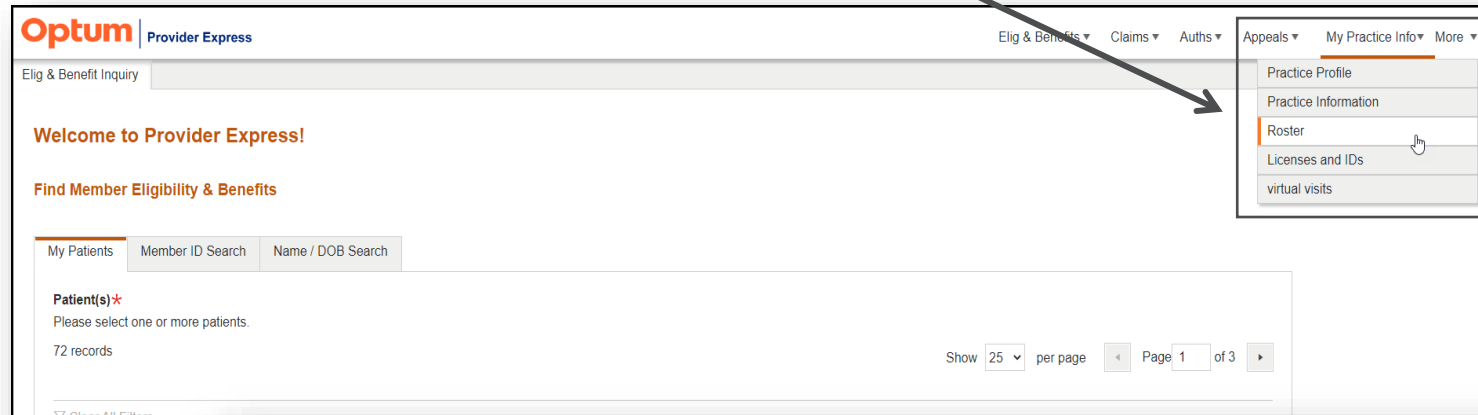 Optum Provider Express
Elig & Benefits Claims Auths Appeals My Practice Info More
Elig & Benefit Inquiry
Practice Profile
Practice Information
Roster
Licenses and IDs
virtual visits
Welcome to Provider Express!
Find Member Eligibility & Benefits
My Patients Member ID Search Name / DOB Search
Patient(s)*
Please select one or more patients.
72 records
Show 25 per page Page 1 of 3
Clear All Filters